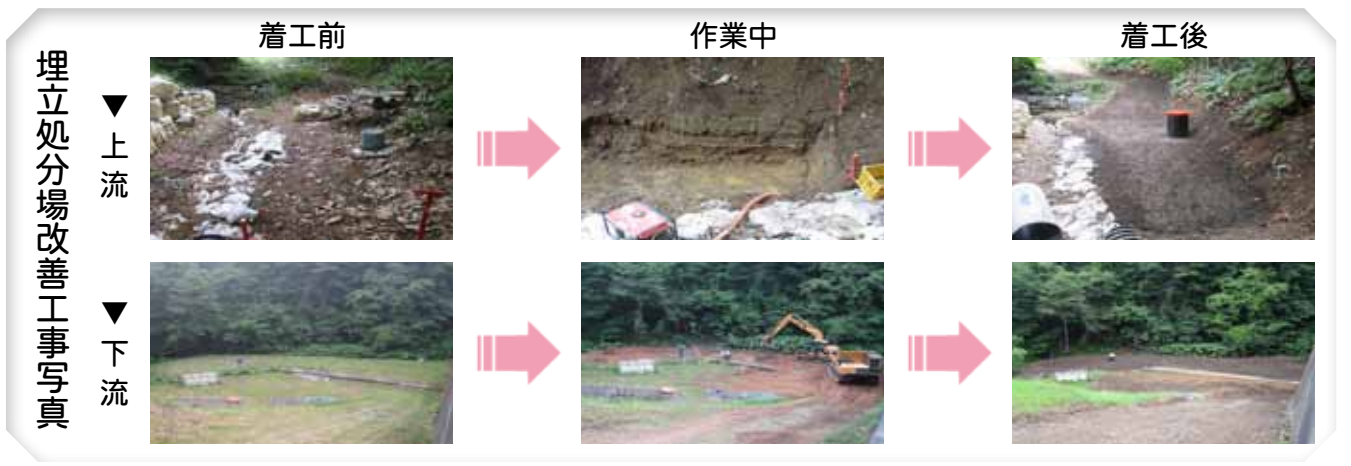 埋立処分場改善工事写真
着工前
作業中
着工後
▼上流
▼下流